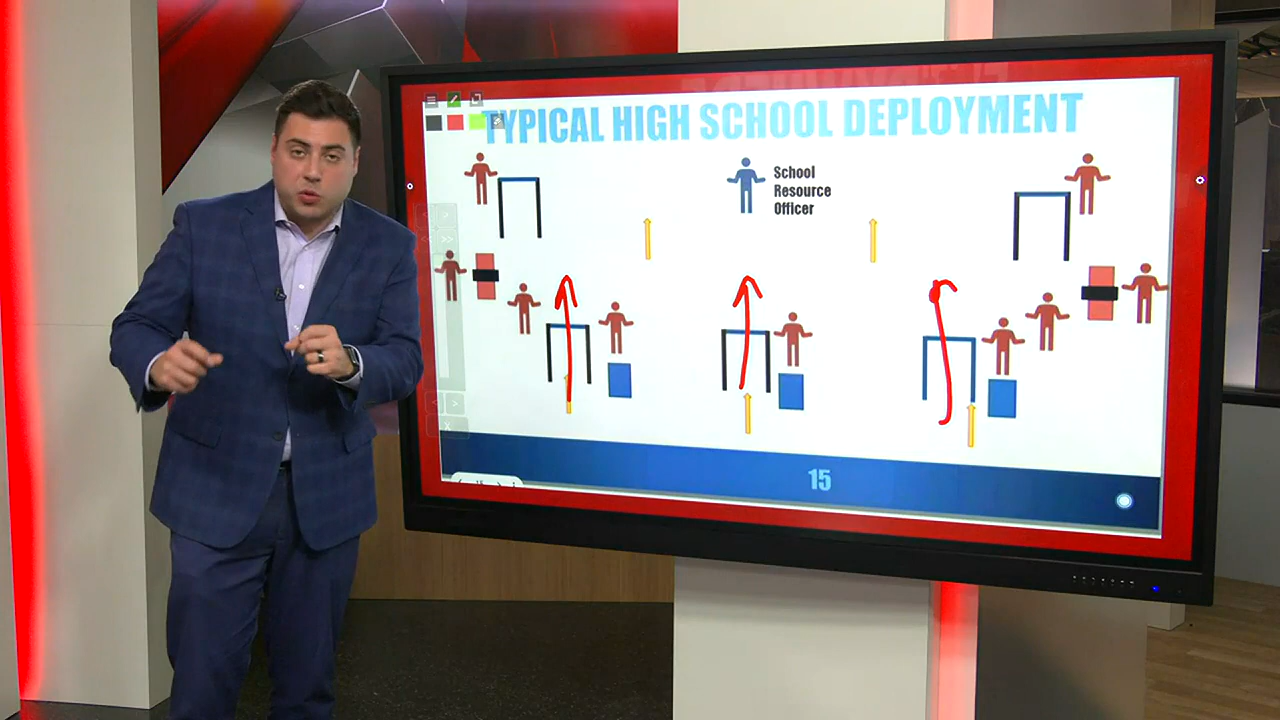 TYPICAL HIGH SCHOOL DEPLOYMENT
School
Resource
Officer
15